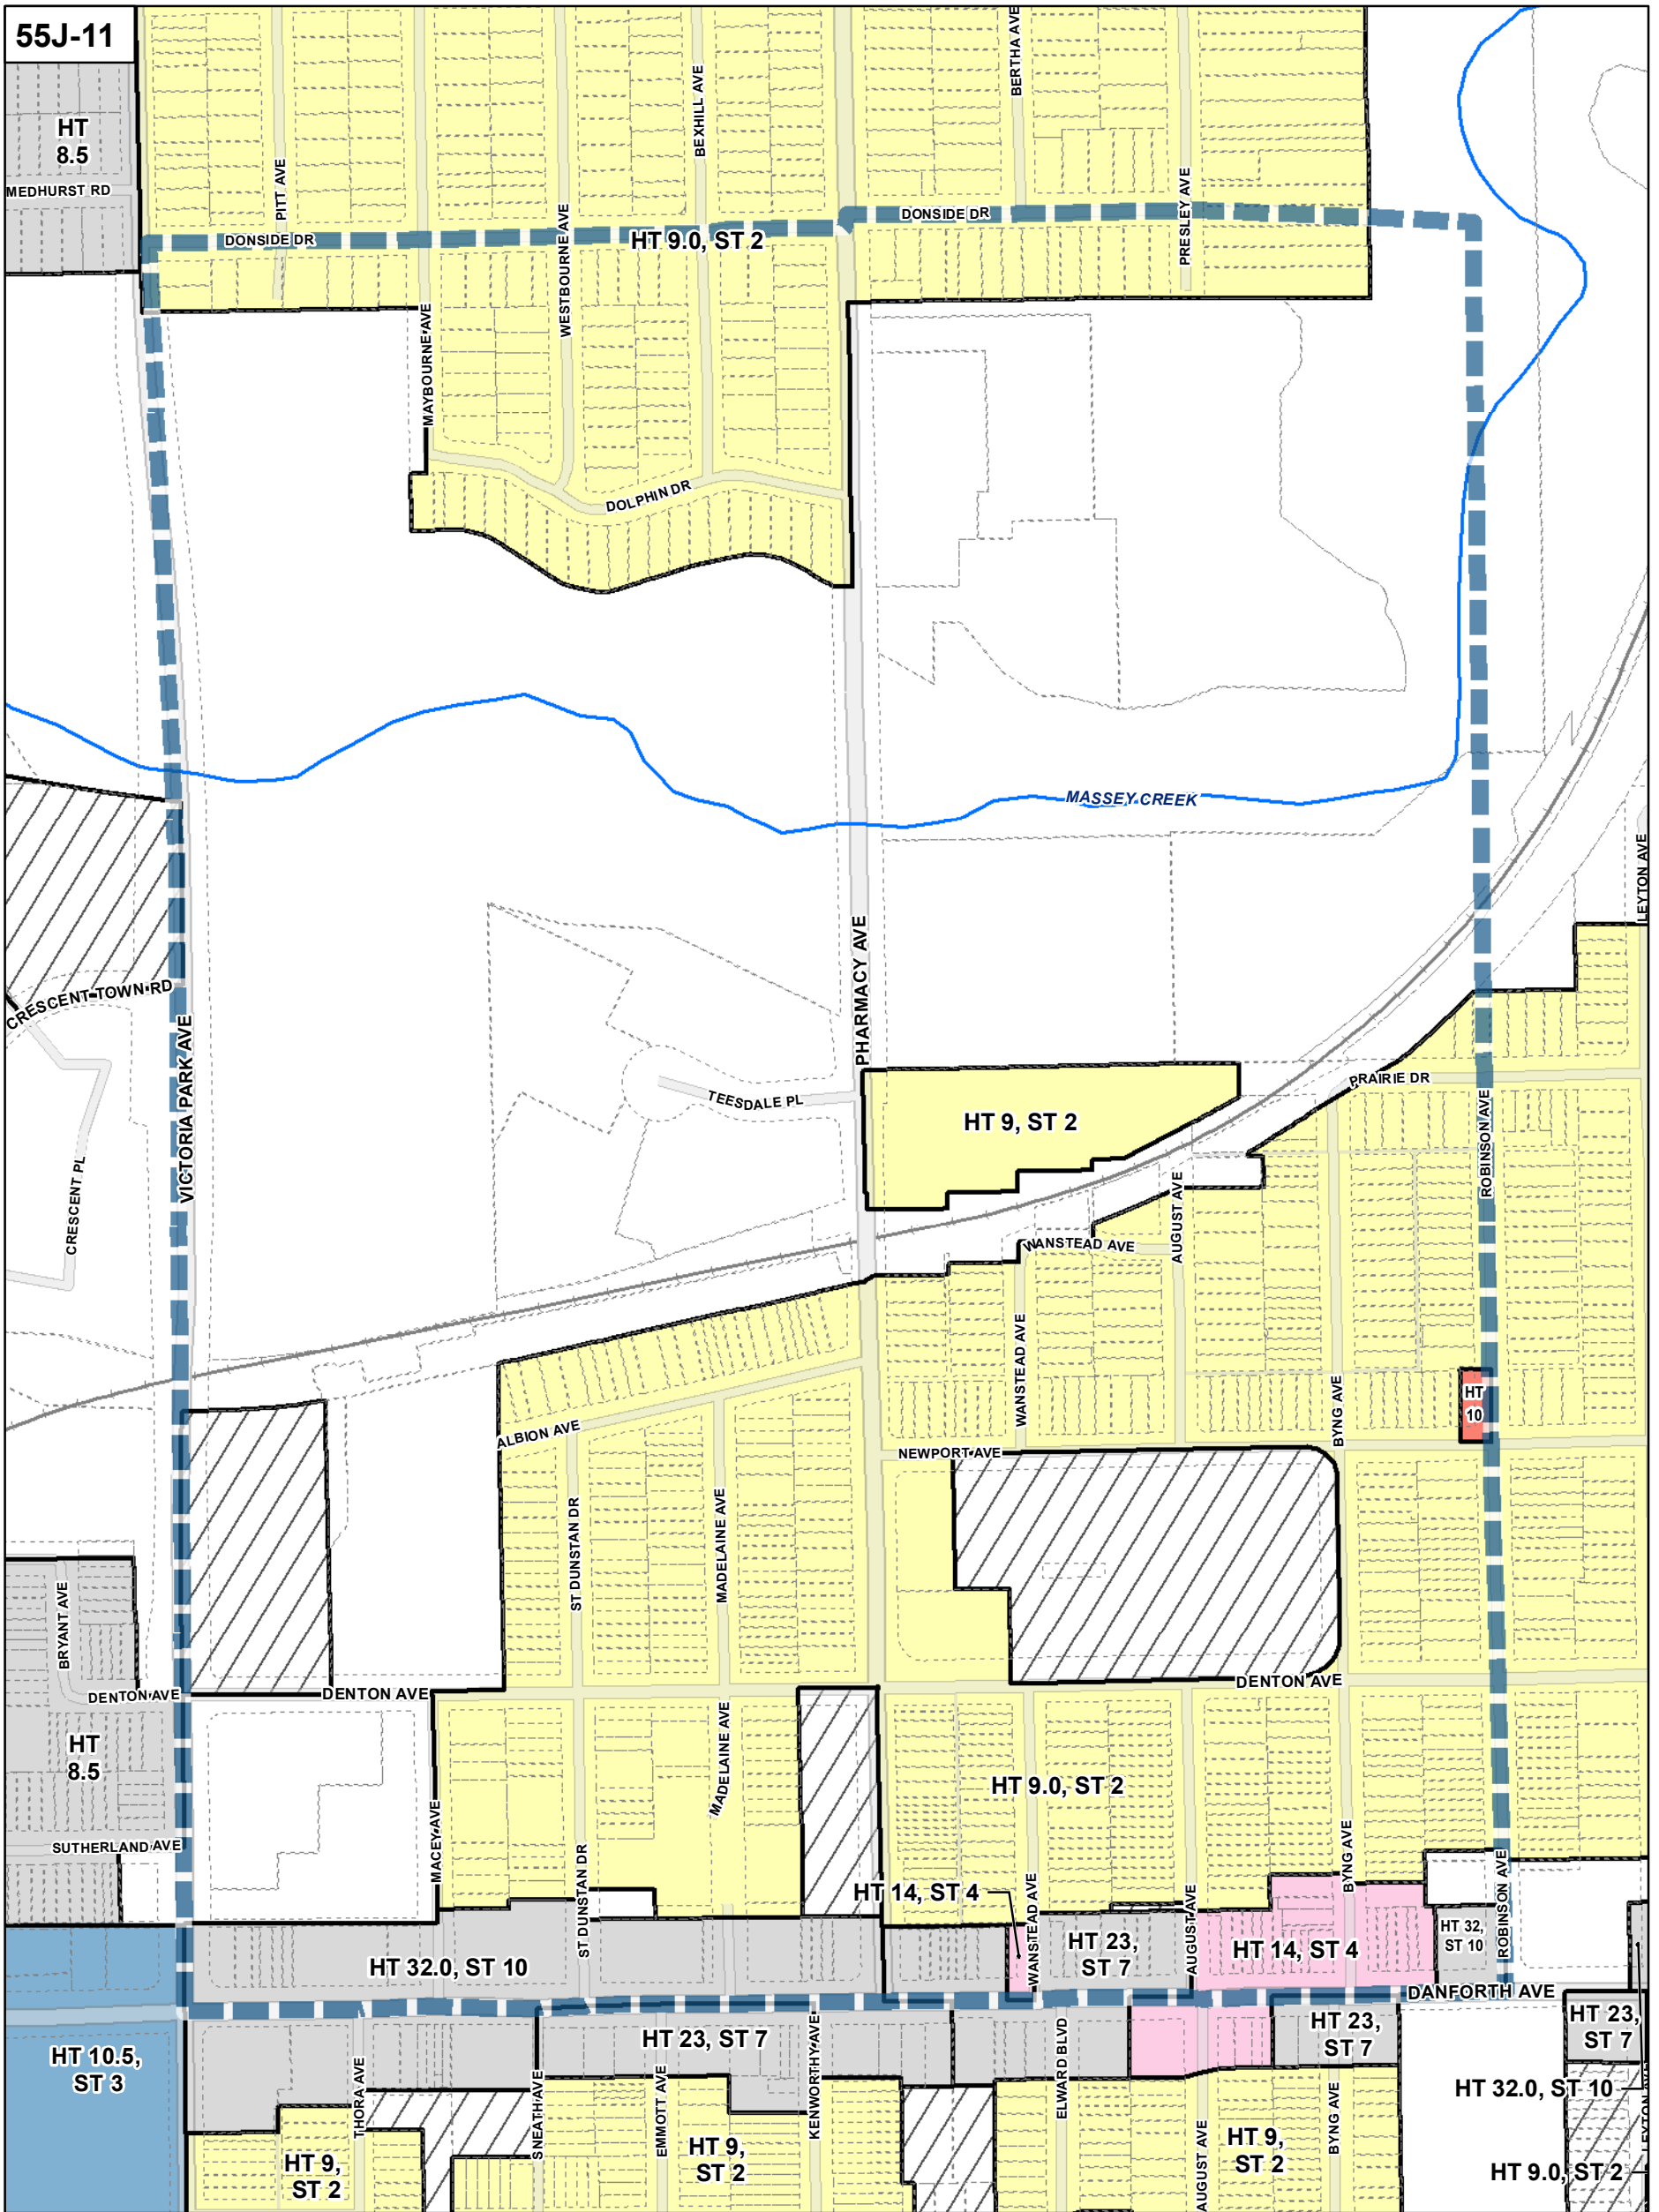 55J-11
HT
8.5
MEDHURST RD
PITT AVE
BEXHILL AVE
BERTHA AVE
PRESLEY AVE
WESTBOURNE AVE
DONSIDE DR
DONSIDE DR
HT 9.0, ST 2
MAYBOURNE AVE
DOLPHIN DR
MASSEY CREEK
LEYTON AVE
PHARMACY AVE
CRESCENT TOWN RD
VICTORIA PARK AVE
TEESDALE PL
PRAIRIE DR
HT 9, ST 2
ROBINSON AVE
CRESCENT PL
AUGUST AVE
WANSTEAD AVE
WANSTEAD AVE
HT
10
BYNG AVE
ALBION AVE
NEWPORT AVE
ST DUNSTAN DR
MADELAINE AVE
BRYANT AVE
DENTON AVE
DENTON AVE
DENTON AVE
MADELAINE AVE
HT
8.5
HT 9.0, ST 2
SUTHERLAND AVE
MACEY AVE
ST DUNSTAN DR
BYNG AVE
HT 14, ST 4
WANSTEAD AVE
AUGUST AVE
ROBINSON AVE
HT 32.0, ST 10
HT 23,
ST 7
HT 14, ST 4
HT 32,
ST 10
DANFORTH AVE
HT 10.5,
ST 3
THORA AVE
SNEATH AVE
HT 23, ST 7
EMMOTT AVE
KENWORTHY AVE
ELWARD BLVD
HT 23,
ST 7
HT 23,
ST 7
HT 32.0, ST 10
BYNG AVE
AUGUST AVE
HT 9,
ST 2
HT 9,
ST 2
HT 9,
ST 2
HT 9.0, ST 2